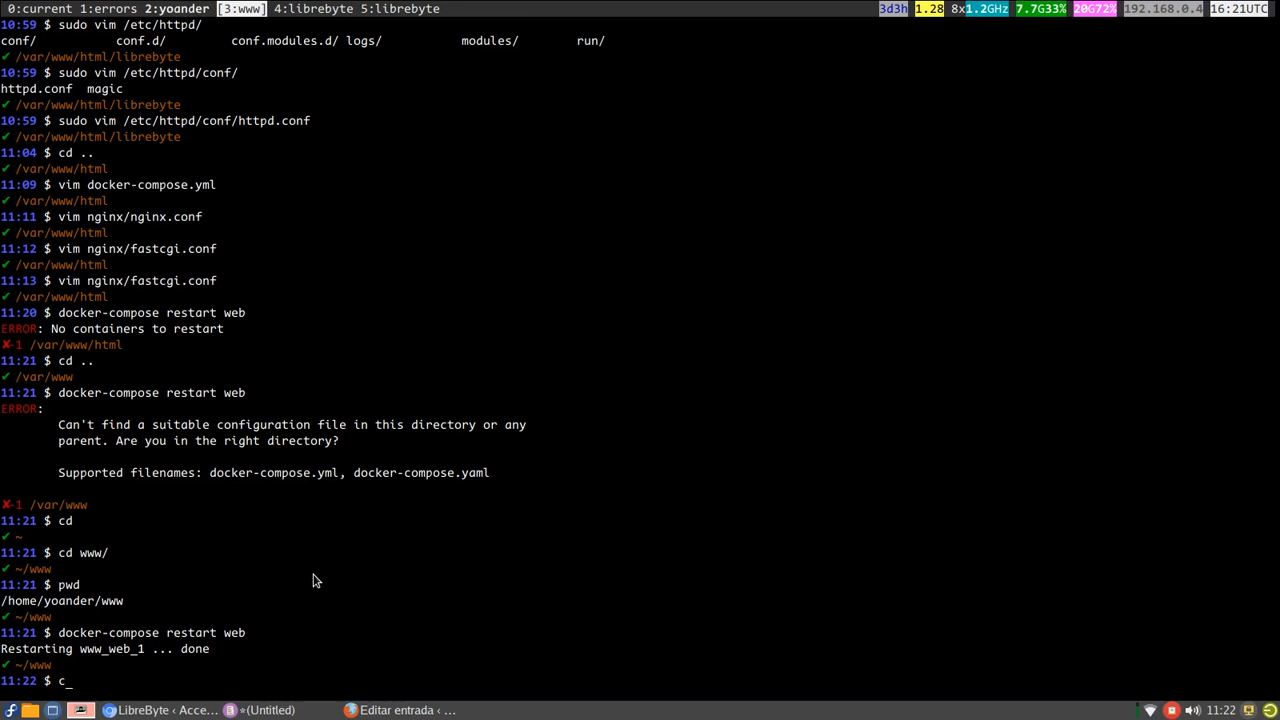 0:current 1:errors 2:yoander [3:www] 4:librebyte 5:librebyte 3d3h 1.28 8x1.2GHz 7.7G33% 20G72% 192.168.0.4 16:21UTC
10:59 $ sudo vim /etc/httpd/
conf/ conf.d/ conf.modules.d/ logs/ modules/ run/
✔ /var/www/html/librebyte
10:59 $ sudo vim /etc/httpd/conf/
httpd.conf magic
✔ /var/www/html/librebyte
10:59 $ sudo vim /etc/httpd/conf/httpd.conf
✔ /var/www/html/librebyte
11:04 $ cd ..
✔ /var/www/html
11:09 $ vim docker-compose.yml
✔ /var/www/html
11:11 $ vim nginx/nginx.conf
✔ /var/www/html
11:12 $ vim nginx/fastcgi.conf
✔ /var/www/html
11:13 $ vim nginx/fastcgi.conf
✔ /var/www/html
11:20 $ docker-compose restart web
ERROR: No containers to restart
✘-1 /var/www/html
11:21 $ cd ..
✔ /var/www
11:21 $ docker-compose restart web
ERROR:
Can't find a suitable configuration file in this directory or any
parent. Are you in the right directory?
Supported filenames: docker-compose.yml, docker-compose.yaml
✘-1 /var/www
11:21 $ cd
✔ ~
11:21 $ cd www/
✔ ~/www
11:21 $ pwd
/home/yoander/www
✔ ~/www
11:21 $ docker-compose restart web
Restarting www_web_1 ... done
✔ ~/www
11:22 $ c_
LibreByte ‹ Acce... *(Untitled) Editar entrada ‹ ... 11:22